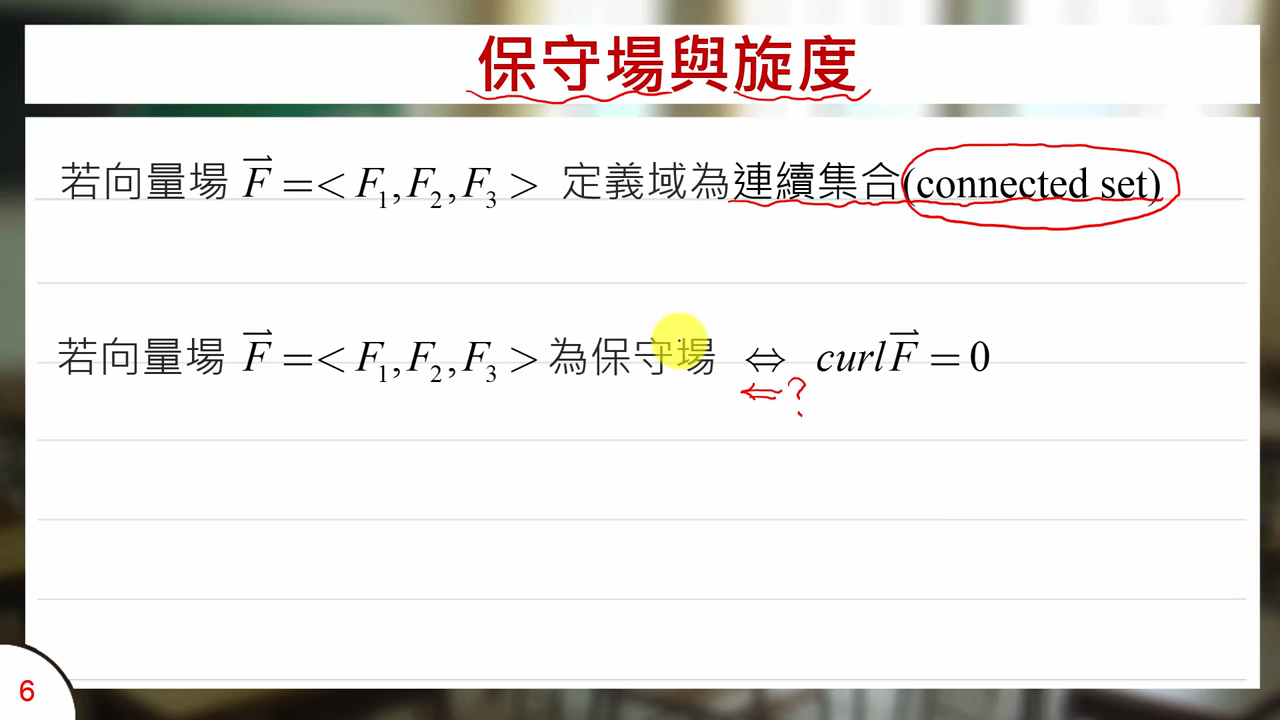 保守場與旋度
若向量場 F⃗ =< F₁, F₂, F₃ > 定義域為連續集合(connected set)
若向量場 F⃗ =< F₁, F₂, F₃ > 為保守場 ⇔ curlF⃗ = 0
⇐?
6